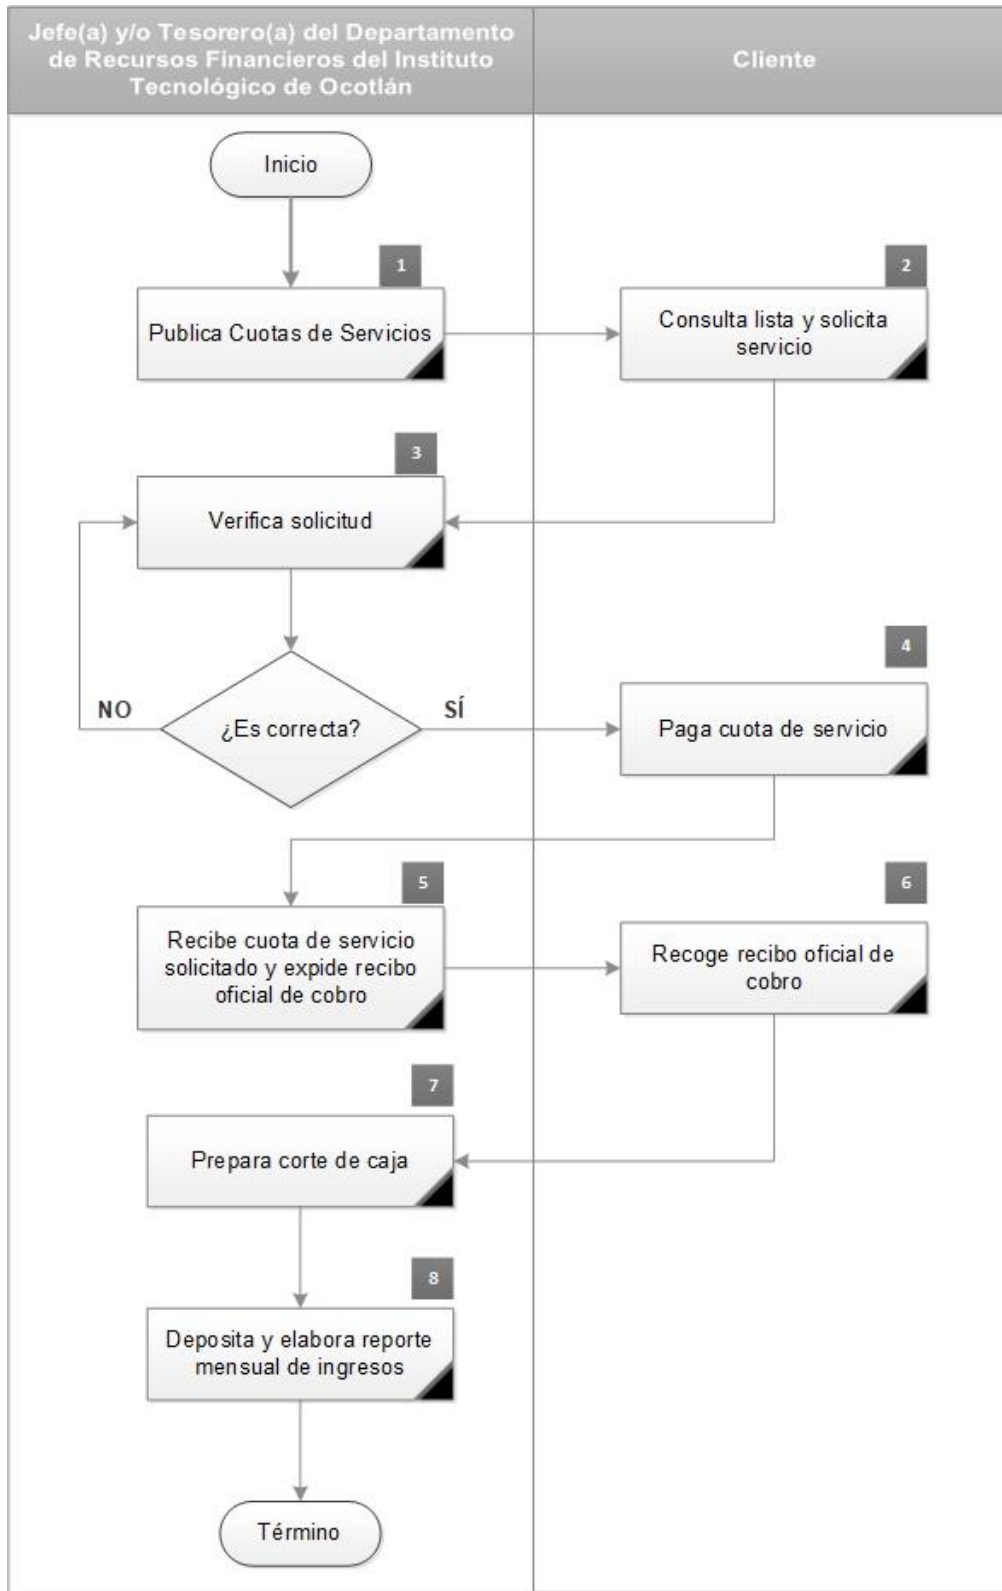 Jefe(a) y/o Tesorero(a) del Departamento
de Recursos Financieros del Instituto
Tecnológico de Ocotlán
Cliente
Inicio
1
Publica Cuotas de Servicios
2
Consulta lista y solicita
servicio
3
Verifica solicitud
¿Es correcta?
NO
SÍ
4
Paga cuota de servicio
5
Recibe cuota de servicio
solicitado y expide recibo
oficial de cobro
6
Recoge recibo oficial de
cobro
7
Prepara corte de caja
8
Deposita y elabora reporte
mensual de ingresos
Término